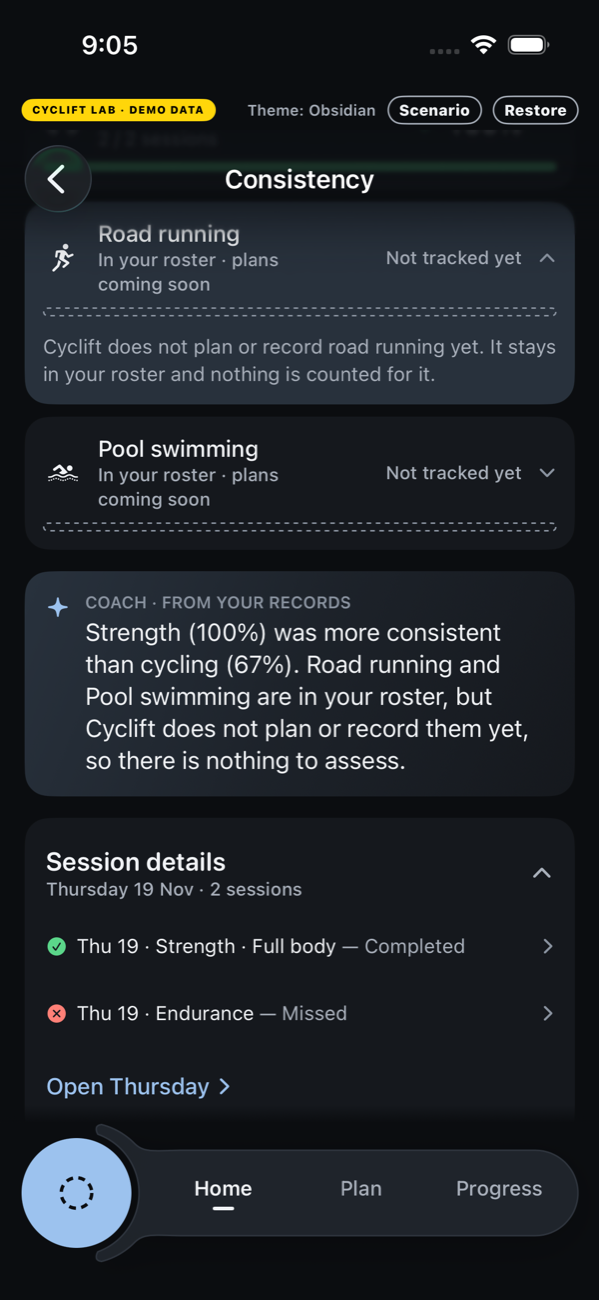 9:05
CYCLIFT LAB · DEMO DATA
Theme: Obsidian
Scenario
Restore
2 / 2 sessions
Consistency
Road running
In your roster · plans
coming soon
Not tracked yet
Cyclift does not plan or record road running yet. It stays
in your roster and nothing is counted for it.
Pool swimming
In your roster · plans
coming soon
Not tracked yet
COACH · FROM YOUR RECORDS
Strength (100%) was more consistent
than cycling (67%). Road running and
Pool swimming are in your roster, but
Cyclift does not plan or record them yet,
so there is nothing to assess.
Session details
Thursday 19 Nov · 2 sessions
Thu 19 · Strength · Full body — Completed
Thu 19 · Endurance — Missed
Open Thursday
Home
Plan
Progress